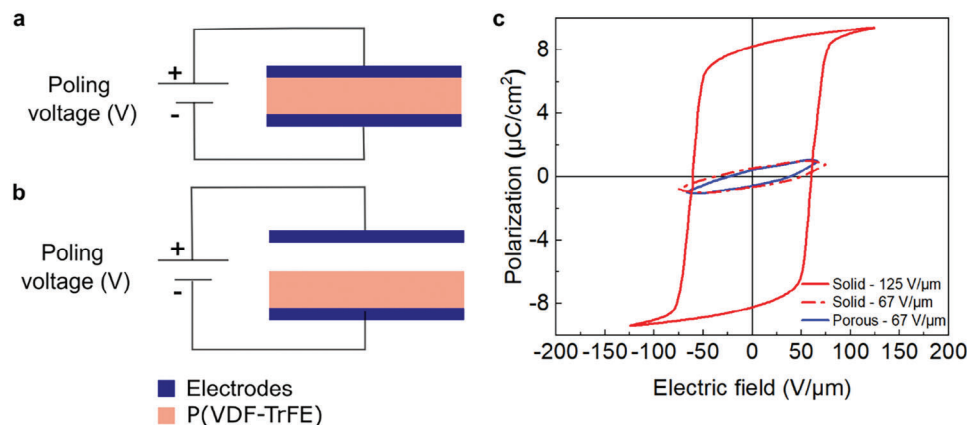 a
+
Poling
voltage (V)
-
b
+
Poling
voltage (V)
-
Electrodes
P(VDF-TrFE)
c
Polarization (µC/cm²)
8
4
0
-4
-8
Solid - 125 V/µm
Solid - 67 V/µm
Porous - 67 V/µm
-200 -150 -100 -50 0 50 100 150 200
Electric field (V/µm)